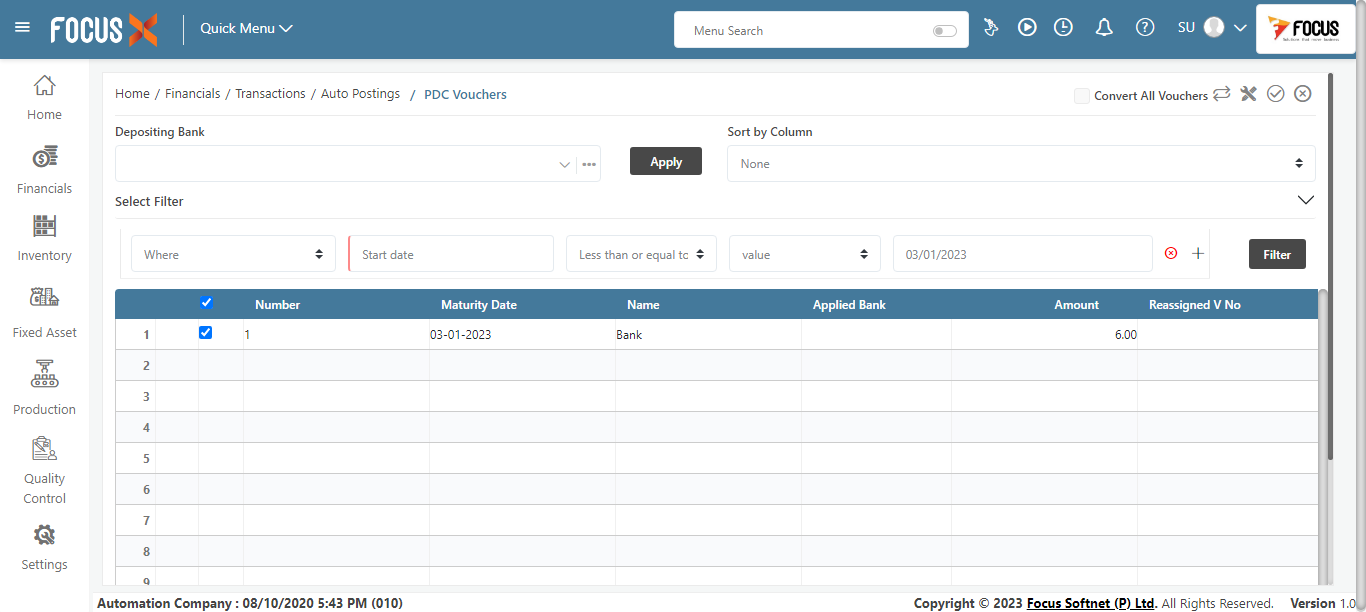 FOCUS X Quick Menu Menu Search SU FOCUS
Home / Financials / Transactions / Auto Postings / PDC Vouchers Convert All Vouchers
Home
Financials
Inventory
Fixed Asset
Production
Quality
Control
Settings
Depositing Bank Sort by Column
Apply None
Select Filter
Where Start date Less than or equal to value 03/01/2023 Filter
Number Maturity Date Name Applied Bank Amount Reassigned V No
1 1 03-01-2023 Bank 6.00
2
3
4
5
6
7
8
9
Automation Company : 08/10/2020 5:43 PM (010) Copyright © 2023 Focus Softnet (P) Ltd. All Rights Reserved. Version 1.0